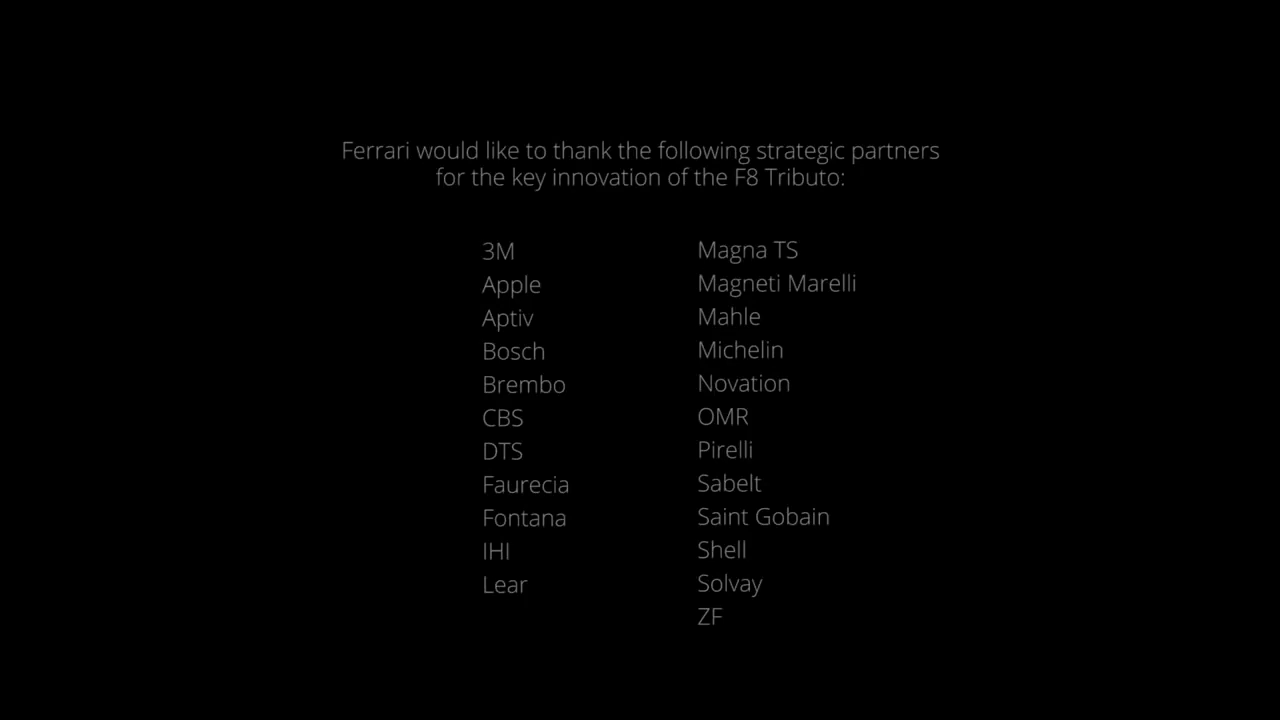 Ferrari would like to thank the following strategic partners
for the key innovation of the F8 Tributo:
3M
Apple
Aptiv
Bosch
Brembo
CBS
DTS
Faurecia
Fontana
IHI
Lear
Magna TS
Magneti Marelli
Mahle
Michelin
Novation
OMR
Pirelli
Sabelt
Saint Gobain
Shell
Solvay
ZF